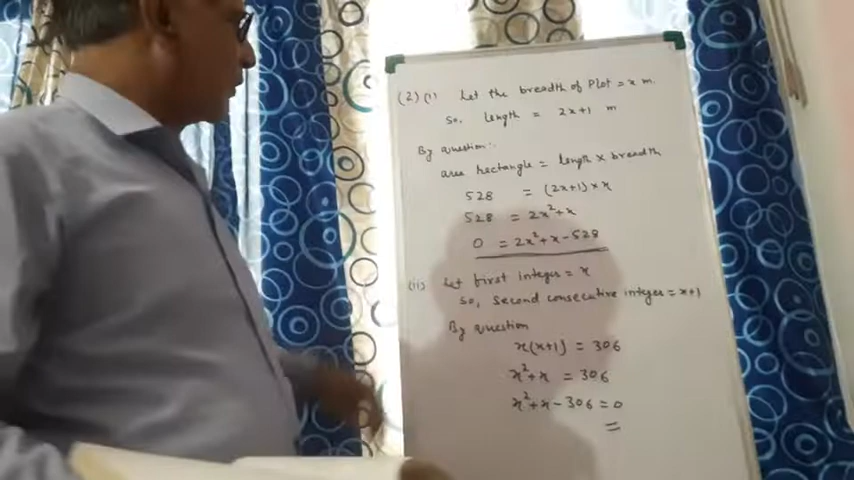 (2) (i) Let the breadth of Plot = x m.
So, length = 2x+1 m
By question:
area rectangle = length × breadth
528 = (2x+1) × x
528 = 2x²+x
0 = 2x²+x-528
(ii) Let first integer = x
So, second consecutive integer = x+1
By question
x(x+1) = 306
x²+x = 306
x²+x-306 = 0